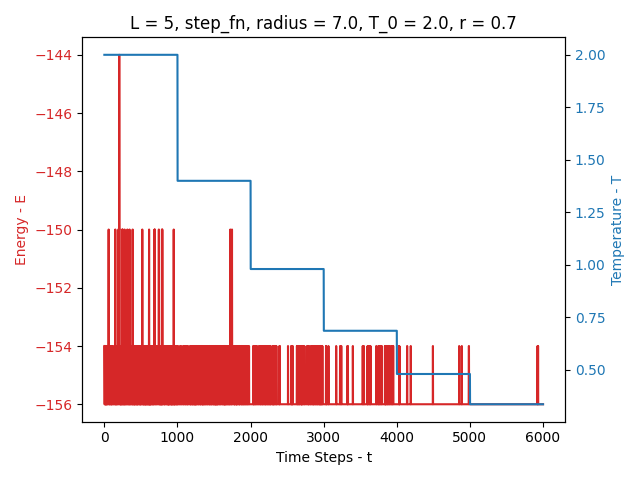 L = 5, step_fn, radius = 7.0, T_0 = 2.0, r = 0.7
−144
−146
−148
−150
−152
−154
−156
Energy - E
2.00
1.75
1.50
1.25
1.00
0.75
0.50
Temperature - T
0 1000 2000 3000 4000 5000 6000
Time Steps - t